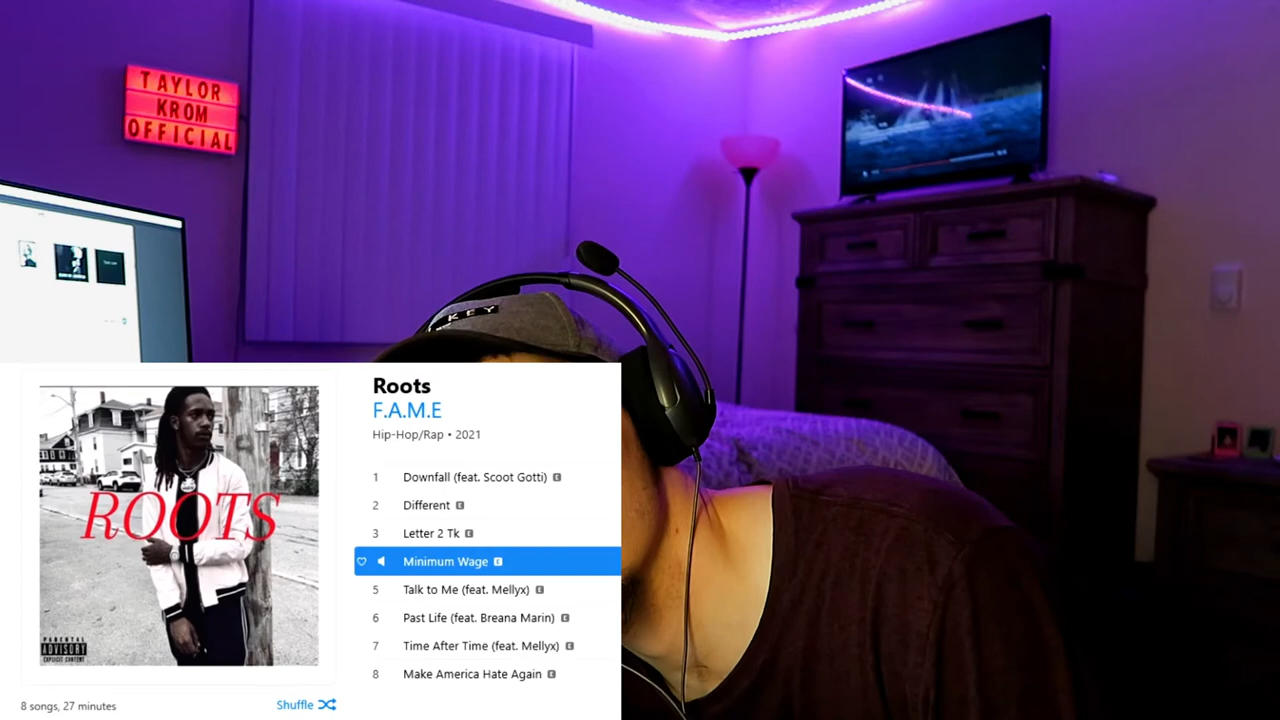 TAYLOR
KROM
OFFICIAL
KEY
ROOTS
PARENTAL
ADVISORY
EXPLICIT CONTENT
8 songs, 27 minutes
Shuffle
Roots
F.A.M.E
Hip-Hop/Rap • 2021
1 Downfall (feat. Scoot Gotti) E
2 Different E
3 Letter 2 Tk E
Minimum Wage E
5 Talk to Me (feat. Mellyx) E
6 Past Life (feat. Breana Marin) E
7 Time After Time (feat. Mellyx) E
8 Make America Hate Again E